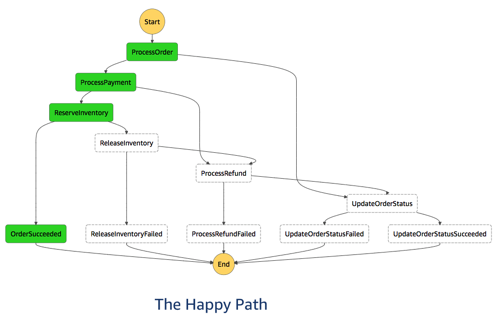 Start
ProcessOrder
ProcessPayment
ReserveInventory
ReleaseInventory
ProcessRefund
UpdateOrderStatus
OrderSucceeded
ReleaseInventoryFailed
ProcessRefundFailed
UpdateOrderStatusFailed
UpdateOrderStatusSucceeded
End
The Happy Path